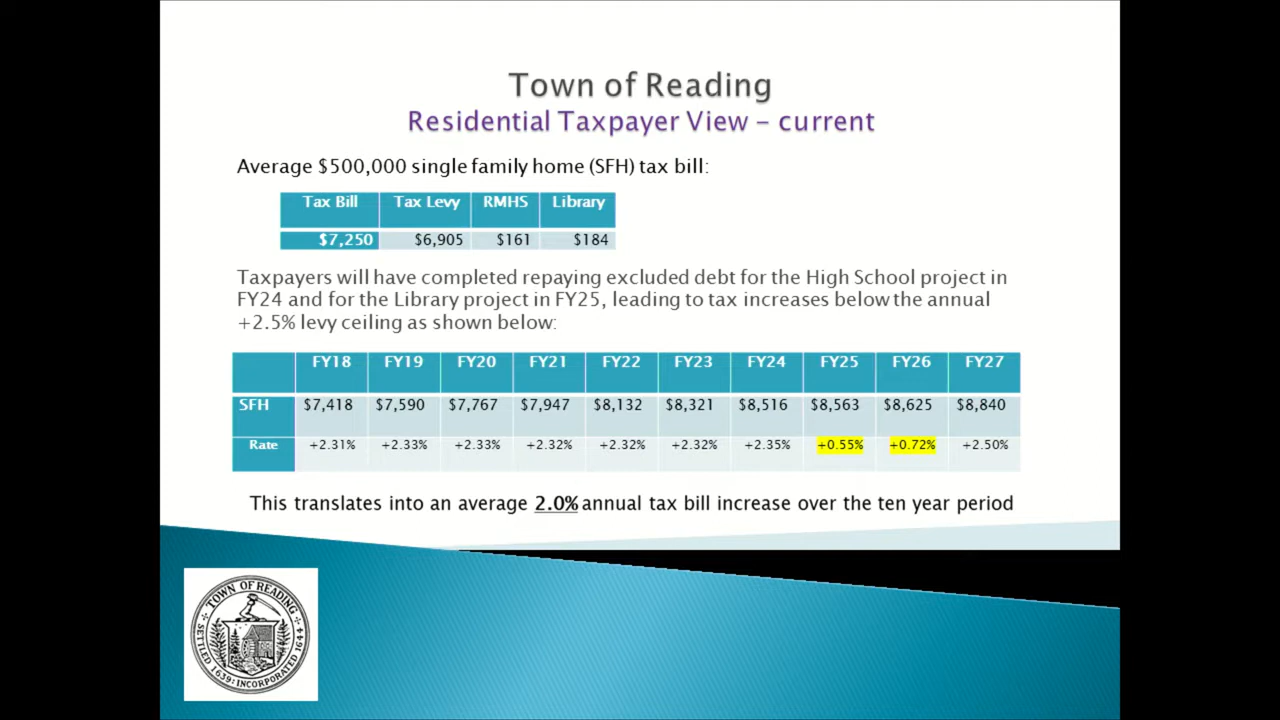 Town of Reading
Residential Taxpayer View – current
Average $500,000 single family home (SFH) tax bill:
Tax Bill Tax Levy RMHS Library
$7,250 $6,905 $161 $184
Taxpayers will have completed repaying excluded debt for the High School project in
FY24 and for the Library project in FY25, leading to tax increases below the annual
+2.5% levy ceiling as shown below:
FY18 FY19 FY20 FY21 FY22 FY23 FY24 FY25 FY26 FY27
SFH $7,418 $7,590 $7,767 $7,947 $8,132 $8,321 $8,516 $8,563 $8,625 $8,840
Rate +2.31% +2.33% +2.33% +2.32% +2.32% +2.32% +2.35% +0.55% +0.72% +2.50%
This translates into an average 2.0% annual tax bill increase over the ten year period
TOWN OF READING
SETTLED 1639: INCORPORATED 1644